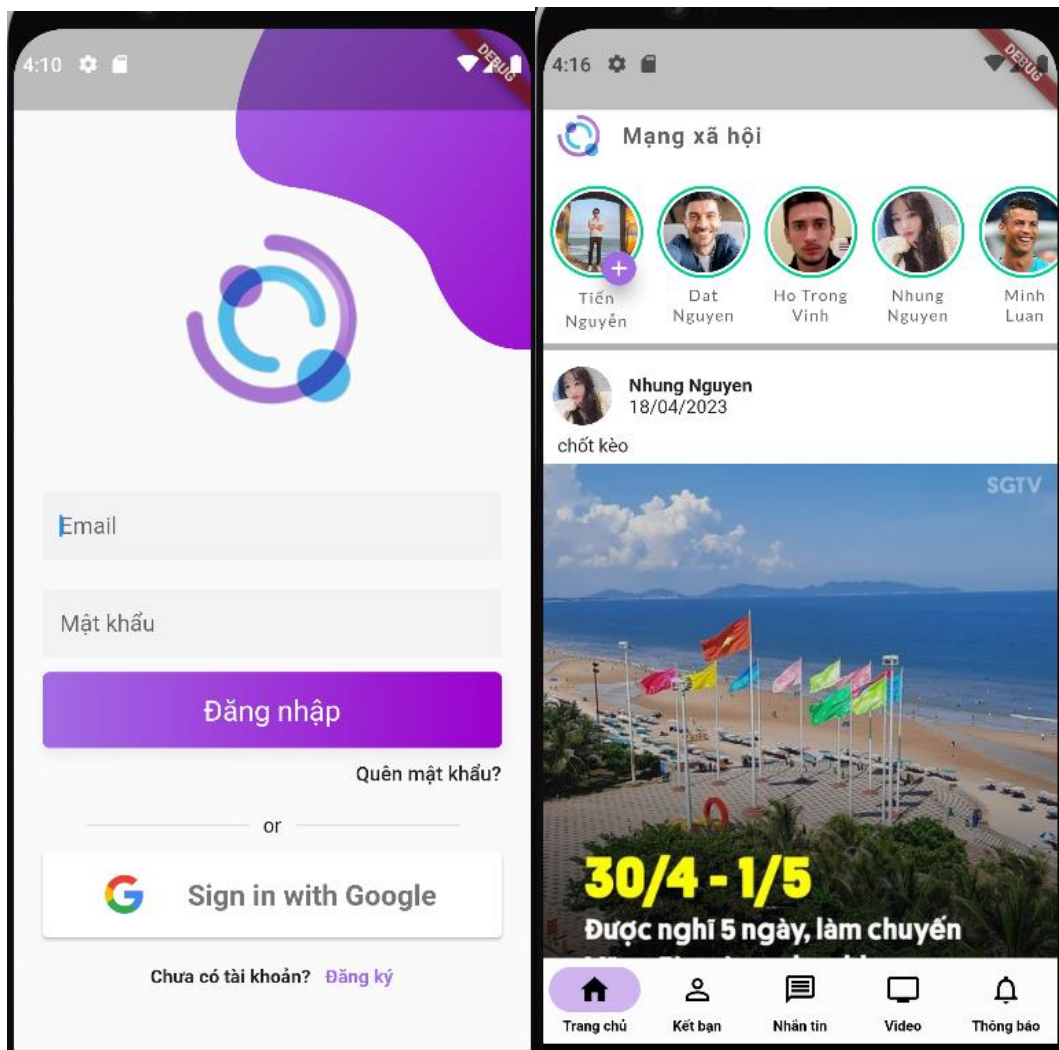 4:10
DEBUG
Email
Mật khẩu
Đăng nhập
Quên mật khẩu?
or
Sign in with Google
Chưa có tài khoản? Đăng ký
4:16
DEBUG
Mạng xã hội
Tiến
Nguyễn
Dat
Nguyen
Ho Trong
Vinh
Nhung
Nguyen
Minh
Luan
Nhung Nguyen
18/04/2023
chốt kèo
SGTV
30/4 - 1/5
Được nghĩ 5 ngày, làm chuyến
Trang chủ
Kết bạn
Nhắn tin
Video
Thông báo